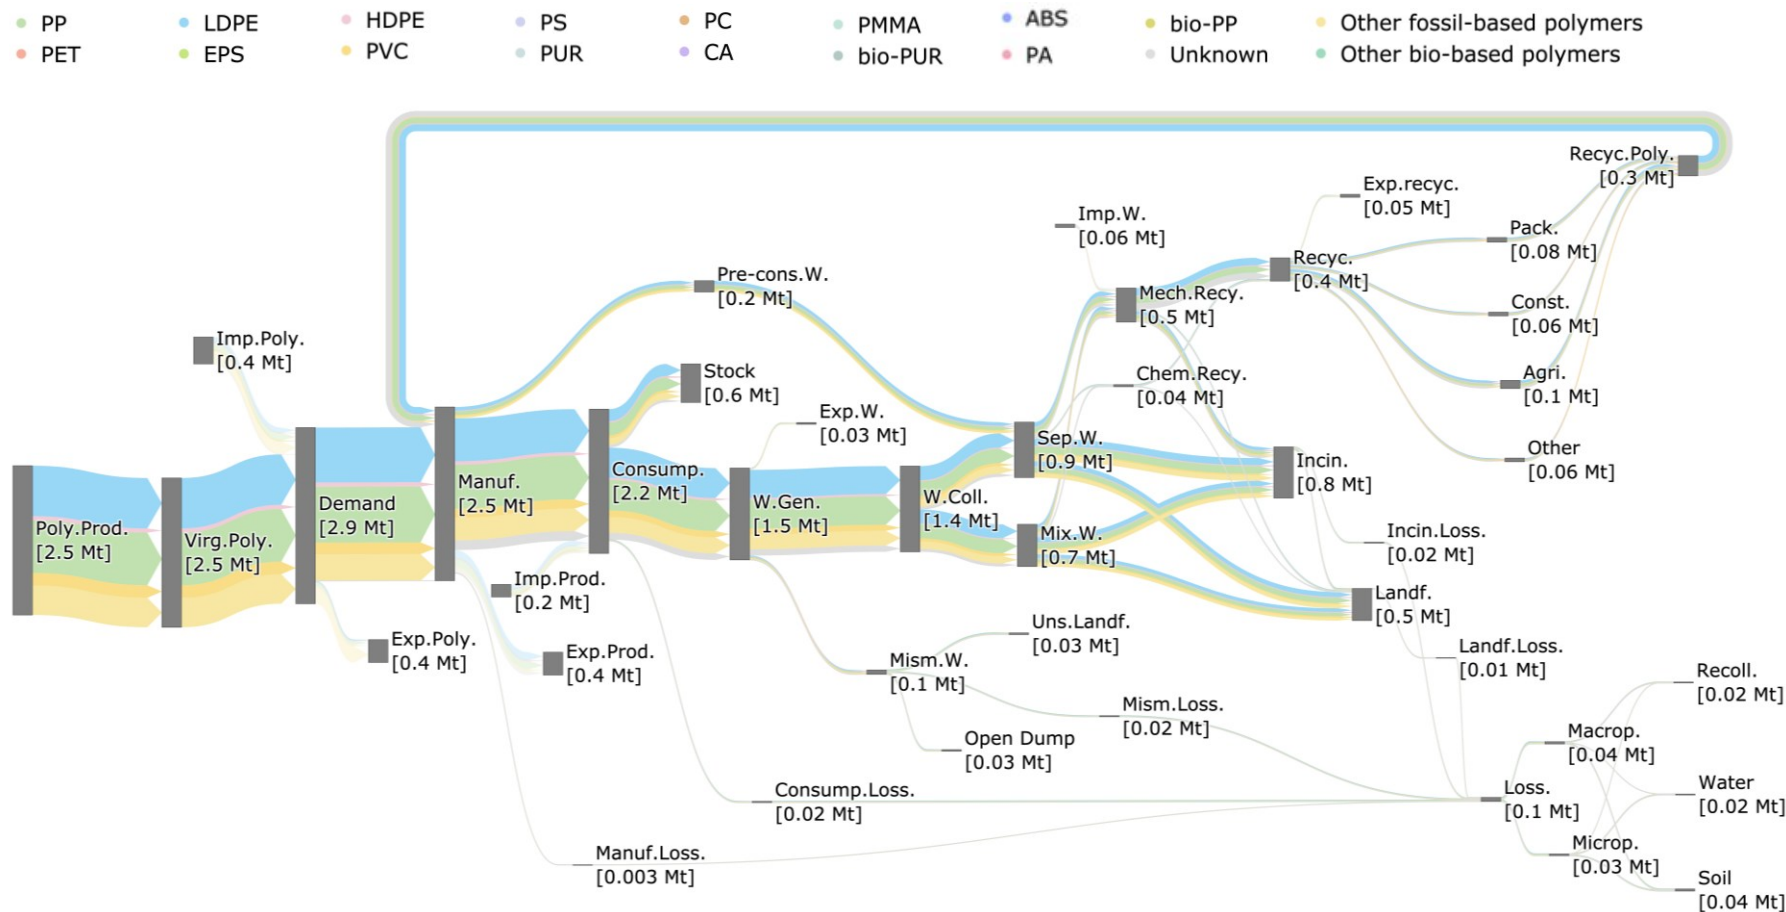 PP
LDPE
HDPE
PS
PC
PMMA
ABS
bio-PP
Other fossil-based polymers
PET
EPS
PVC
PUR
CA
bio-PUR
PA
Unknown
Other bio-based polymers
Recyc.Poly.
[0.3 Mt]
Exp.recyc.
[0.05 Mt]
Imp.W.
[0.06 Mt]
Pack.
[0.08 Mt]
Recyc.
[0.4 Mt]
Pre-cons.W.
[0.2 Mt]
Mech.Recy.
[0.5 Mt]
Const.
[0.06 Mt]
Imp.Poly.
[0.4 Mt]
Stock
[0.6 Mt]
Chem.Recy.
[0.04 Mt]
Agri.
[0.1 Mt]
Exp.W.
[0.03 Mt]
Sep.W.
[0.9 Mt]
Other
[0.06 Mt]
Incin.
[0.8 Mt]
Consump.
[2.2 Mt]
Manuf.
[2.5 Mt]
W.Gen.
[1.5 Mt]
W.Coll.
[1.4 Mt]
Demand
[2.9 Mt]
Poly.Prod.
[2.5 Mt]
Virg.Poly.
[2.5 Mt]
Mix.W.
[0.7 Mt]
Incin.Loss.
[0.02 Mt]
Imp.Prod.
[0.2 Mt]
Landf.
[0.5 Mt]
Uns.Landf.
[0.03 Mt]
Exp.Poly.
[0.4 Mt]
Exp.Prod.
[0.4 Mt]
Mism.W.
[0.1 Mt]
Landf.Loss.
[0.01 Mt]
Recoll.
[0.02 Mt]
Mism.Loss.
[0.02 Mt]
Open Dump
[0.03 Mt]
Macrop.
[0.04 Mt]
Consump.Loss.
[0.02 Mt]
Loss.
[0.1 Mt]
Water
[0.02 Mt]
Manuf.Loss.
[0.003 Mt]
Microp.
[0.03 Mt]
Soil
[0.04 Mt]